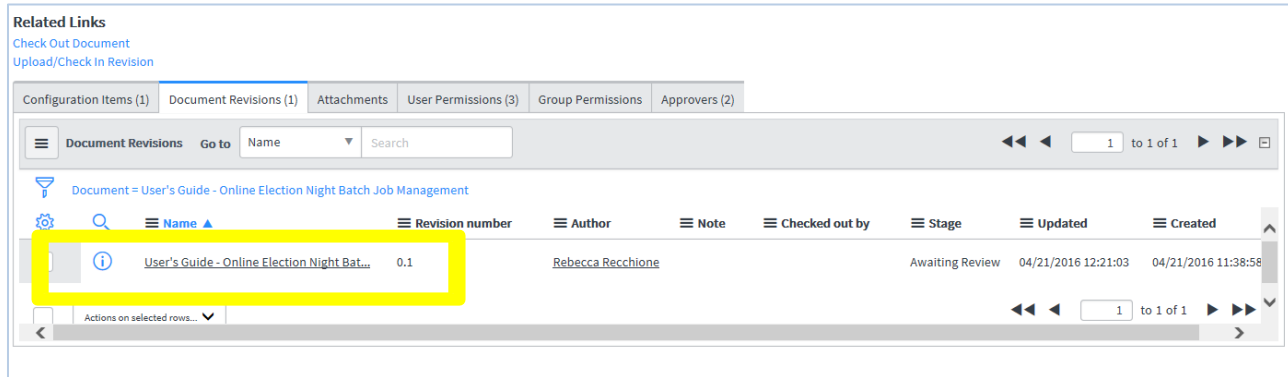 Related Links
Check Out Document
Upload/Check In Revision
Configuration Items (1) Document Revisions (1) Attachments User Permissions (3) Group Permissions Approvers (2)
Document Revisions Go to Name Search 1 to 1 of 1
Document = User's Guide - Online Election Night Batch Job Management
Name Revision number Author Note Checked out by Stage Updated Created
User's Guide - Online Election Night Bat... 0.1 Rebecca Recchione Awaiting Review 04/21/2016 12:21:03 04/21/2016 11:38:58
Actions on selected rows... 1 to 1 of 1